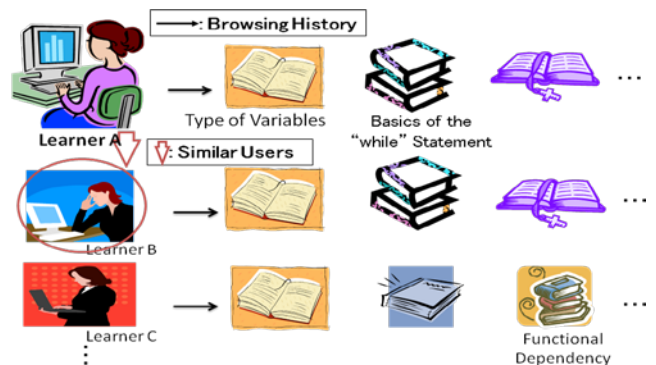 : Browsing History
Learner A
Type of Variables
Basics of the
“while” Statement
...
: Similar Users
Learner B
...
Learner C
Functional
Dependency
...
⋮